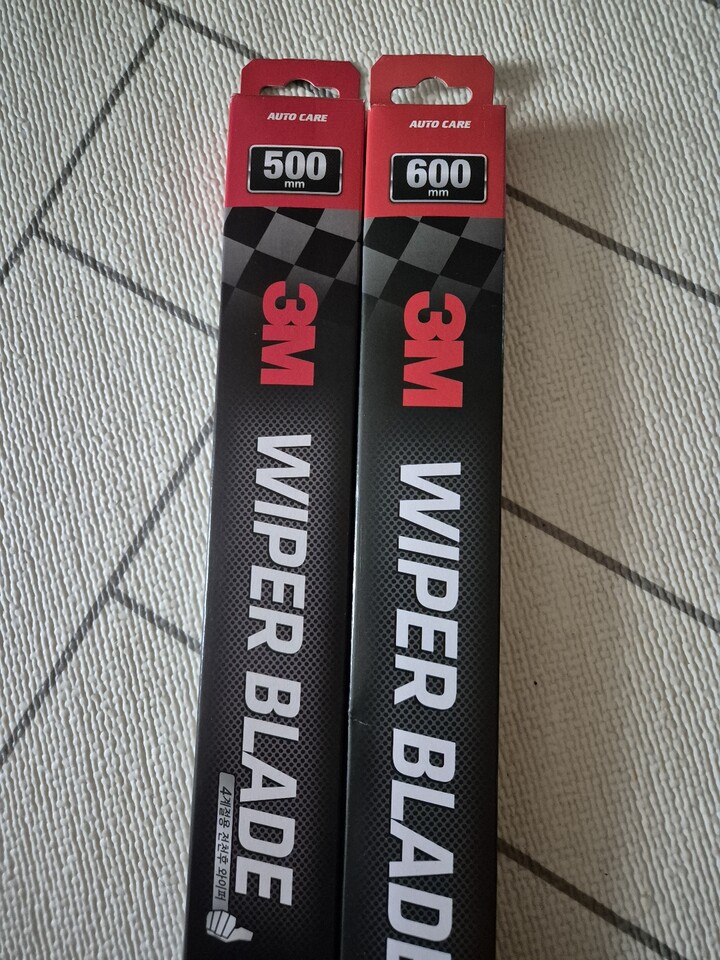 AUTO CARE
500
mm
3M
WIPER BLADE
4계절용 전천후 와이퍼
AUTO CARE
600
mm
3M
WIPER BLADE